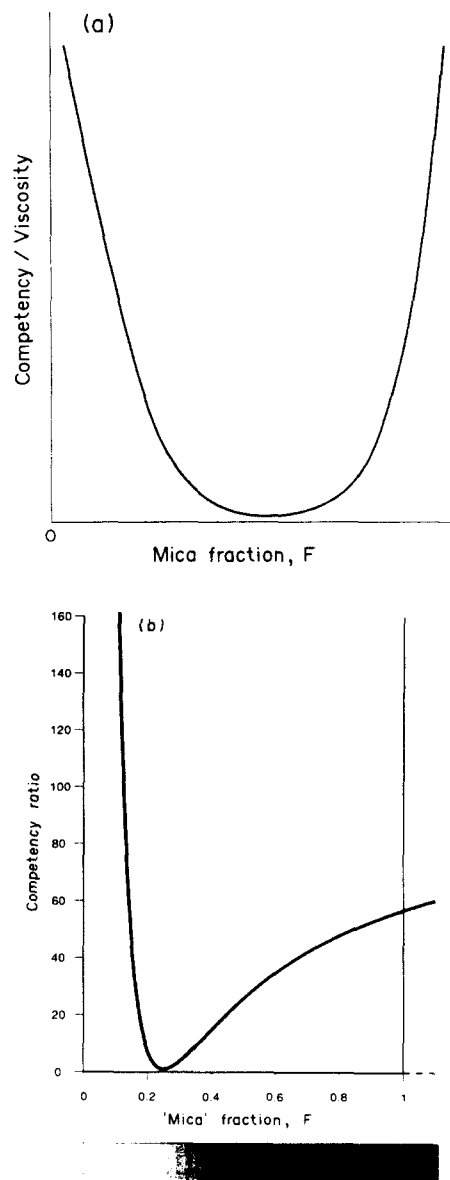 (a)
Competency / Viscosity
O
Mica fraction, F
(b)
160
140
120
100
80
60
40
20
0
Competency ratio
0 0.2 0.4 0.6 0.8 1
'Mica' fraction, F